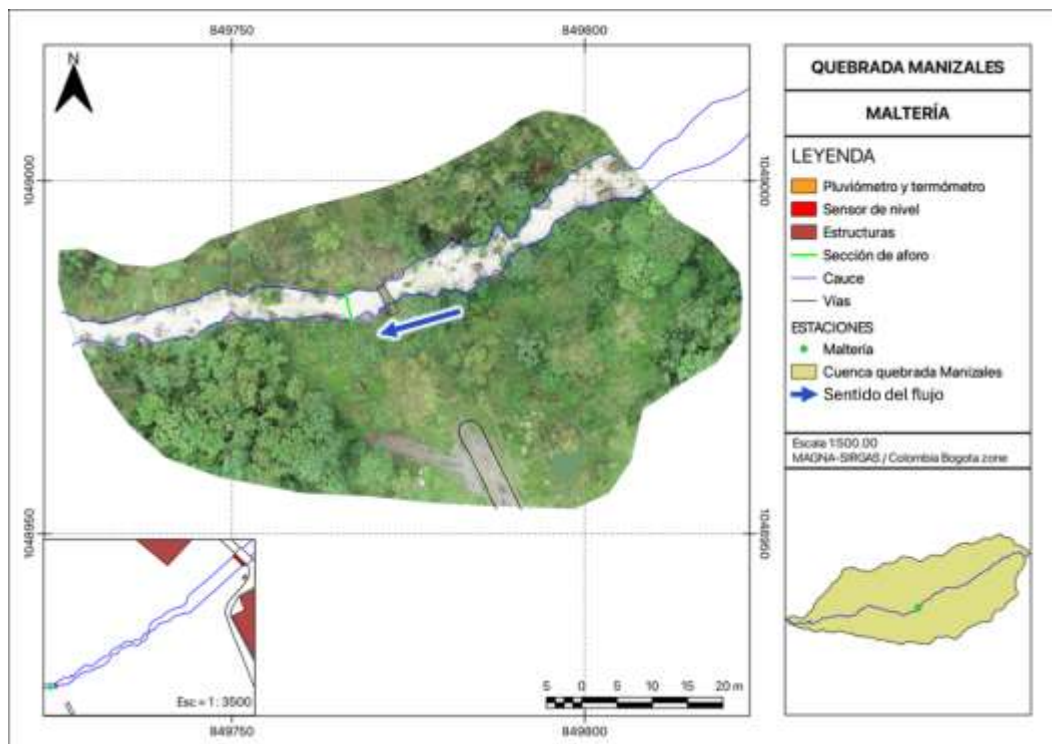 849750
849800
N
1049000
1049000
1048950
1048950
Esc = 1 : 3500
5 0 5 10 15 20 m
849750
849800
QUEBRADA MANIZALES
MALTERÍA
LEYENDA
Pluviómetro y termómetro
Sensor de nivel
Estructuras
Sección de aforo
Cauce
Vías
ESTACIONES
Maltería
Cuenca quebrada Manizales
Sentido del flujo
Escala 1:500.00
MAGNA-SIRGAS / Colombia Bogota zone